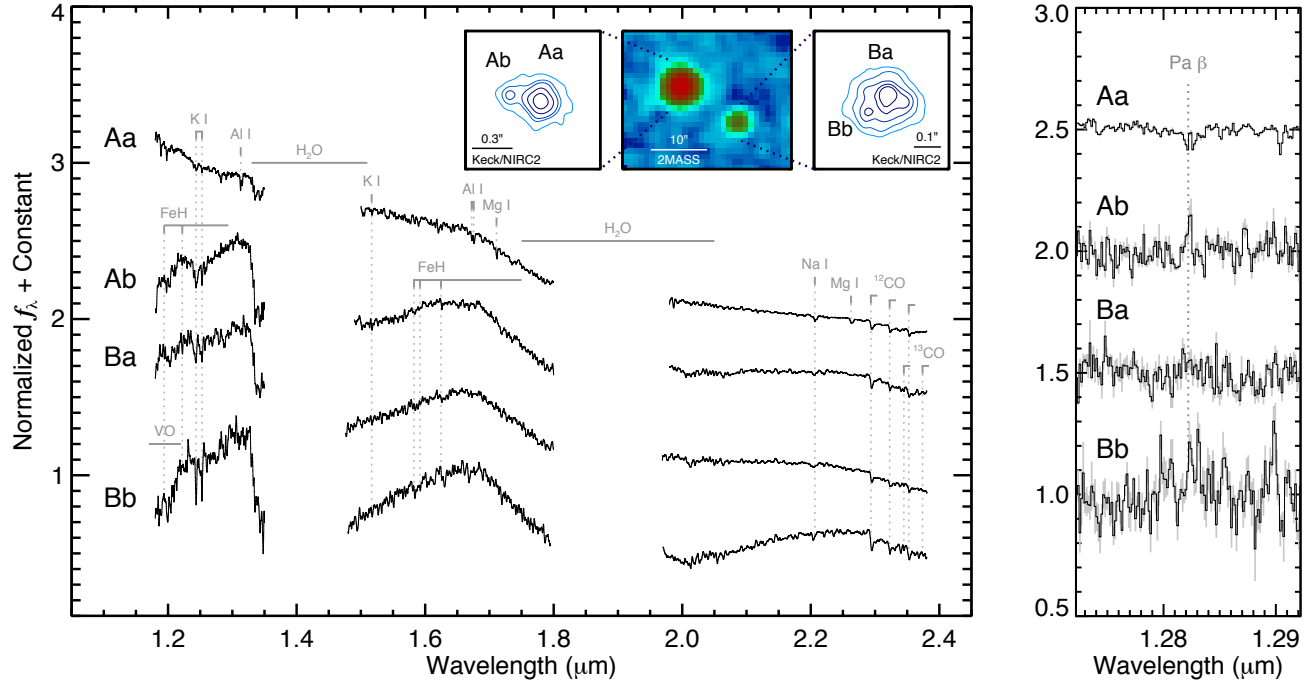 Normalized fλ + Constant
4
3
2
1
1.2
1.4
1.6
1.8
2.0
2.2
2.4
Wavelength (μm)
Aa
Ab
Ba
Bb
K I
Al I
H₂O
FeH
VO
K I
Al I
Mg I
FeH
H₂O
Na I
Mg I
¹²CO
¹³CO
Ab
Aa
0.3"
Keck/NIRC2
10"
2MASS
Ba
Bb
0.1"
Keck/NIRC2
3.0
2.5
2.0
1.5
1.0
0.5
Pa β
Aa
Ab
Ba
Bb
1.28
1.29
Wavelength (μm)